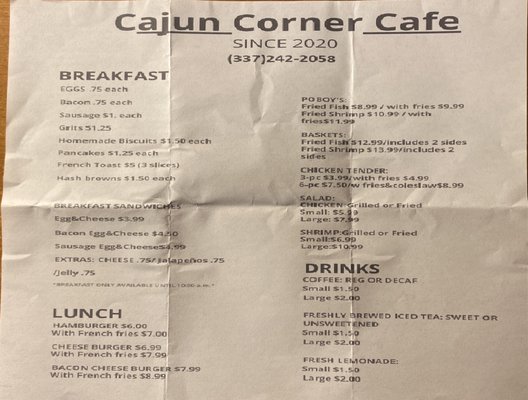 Cajun Corner Cafe
SINCE 2020
(337)242-2058
BREAKFAST
EGGS .75 each
Bacon .75 each
Sausage $1. each
Grits $1.25
Homemade Biscuits $1.50 each
Pancakes $1.25 each
French Toast $5 (3 slices)
Hash browns $1.50 each
BREAKFAST SANDWICHES
Egg&Cheese $3.99
Bacon Egg&Cheese $4.50
Sausage Egg&Cheese$4.99
EXTRAS: CHEESE .75/ Jalapeños .75
/Jelly .75
*BREAKFAST ONLY AVAILABLE UNTIL 10:30 a.m.*
LUNCH
HAMBURGER $6.00
With French fries $7.00
CHEESE BURGER $6.99
With French fries $7.99
BACON CHEESE BURGER $7.99
With French fries $8.99
PO BOY'S:
Fried Fish $8.99 / with fries $9.99
Fried Shrimp $10.99 / with
fries$11.99
BASKETS:
Fried Fish $12.99/includes 2 sides
Fried Shrimp $13.99/includes 2
sides
CHICKEN TENDER:
3-pc $3.99/with fries $4.99
6-pc $7.50/w fries&coleslaw$8.99
SALAD:
CHICKEN:Grilled or Fried
Small: $5.99
Large: $7.99
SHRIMP:Grilled or Fried
Small:$6.99
Large:$10.99
DRINKS
COFFEE: REG OR DECAF
Small $1.50
Large $2.00
FRESHLY BREWED ICED TEA: SWEET OR
UNSWEETENED
Small $1.50
Large $2.00
FRESH LEMONADE:
Small $1.50
Large $2.00